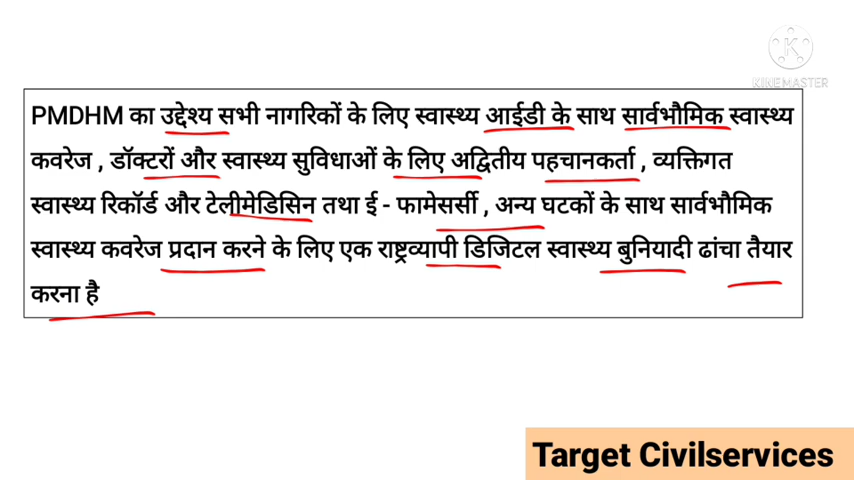 KINEMASTER
PMDHM का उद्देश्य सभी नागरिकों के लिए स्वास्थ्य आईडी के साथ सार्वभौमिक स्वास्थ्य
कवरेज , डॉक्टरों और स्वास्थ्य सुविधाओं के लिए अद्वितीय पहचानकर्ता , व्यक्तिगत
स्वास्थ्य रिकॉर्ड और टेलीमेडिसिन तथा ई - फामेसर्सी , अन्य घटकों के साथ सार्वभौमिक
स्वास्थ्य कवरेज प्रदान करने के लिए एक राष्ट्रव्यापी डिजिटल स्वास्थ्य बुनियादी ढांचा तैयार
करना है
Target Civilservices